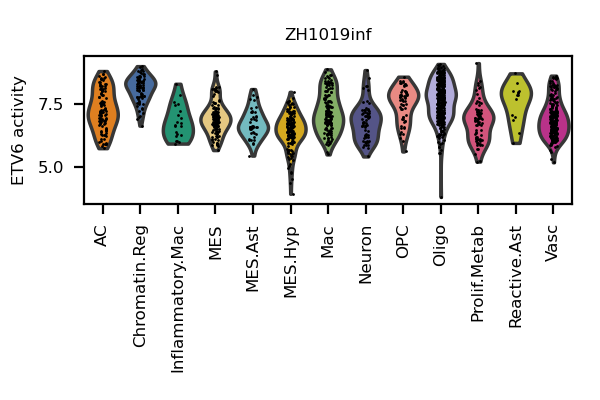 ZH1019inf
ETV6 activity
7.5
5.0
AC
Chromatin.Reg
Inflammatory.Mac
MES
MES.Ast
MES.Hyp
Mac
Neuron
OPC
Oligo
Prolif.Metab
Reactive.Ast
Vasc